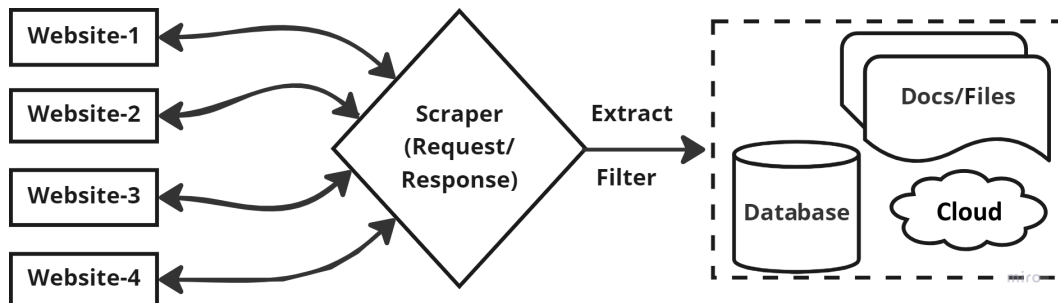 Website-1
Website-2
Website-3
Website-4
Scraper
(Request/
Response)
Extract
Filter
Docs/Files
Database
Cloud
miro